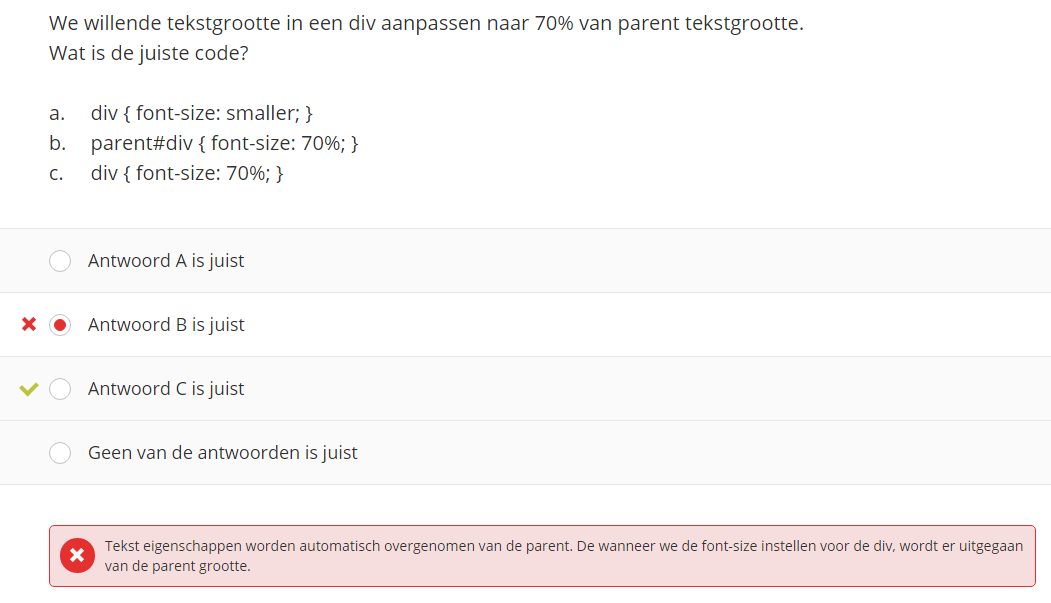 We willende tekstgrootte in een div aanpassen naar 70% van parent tekstgrootte.
Wat is de juiste code?
a. div { font-size: smaller; }
b. parent#div { font-size: 70%; }
c. div { font-size: 70%; }
Antwoord A is juist
Antwoord B is juist
Antwoord C is juist
Geen van de antwoorden is juist
Tekst eigenschappen worden automatisch overgenomen van de parent. De wanneer we de font-size instellen voor de div, wordt er uitgegaan
van de parent grootte.